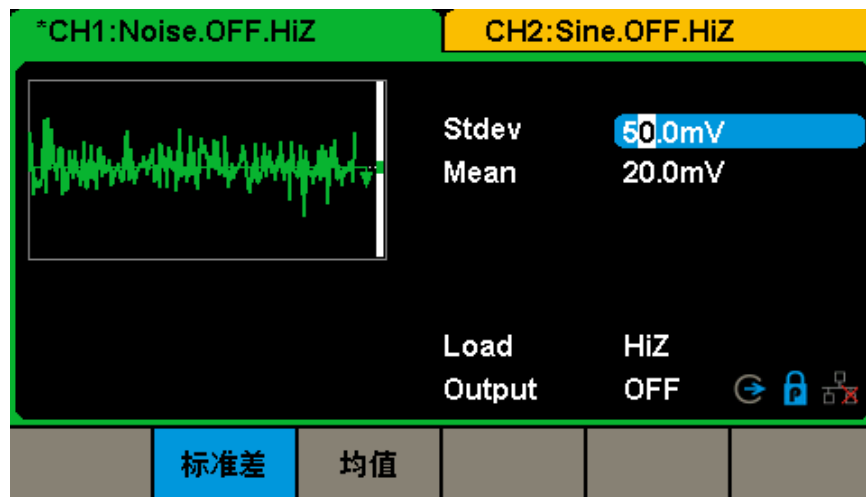 *CH1:Noise.OFF.HiZ CH2:Sine.OFF.HiZ
Stdev 50.0mV
Mean 20.0mV
Load HiZ
Output OFF
标准差 均值